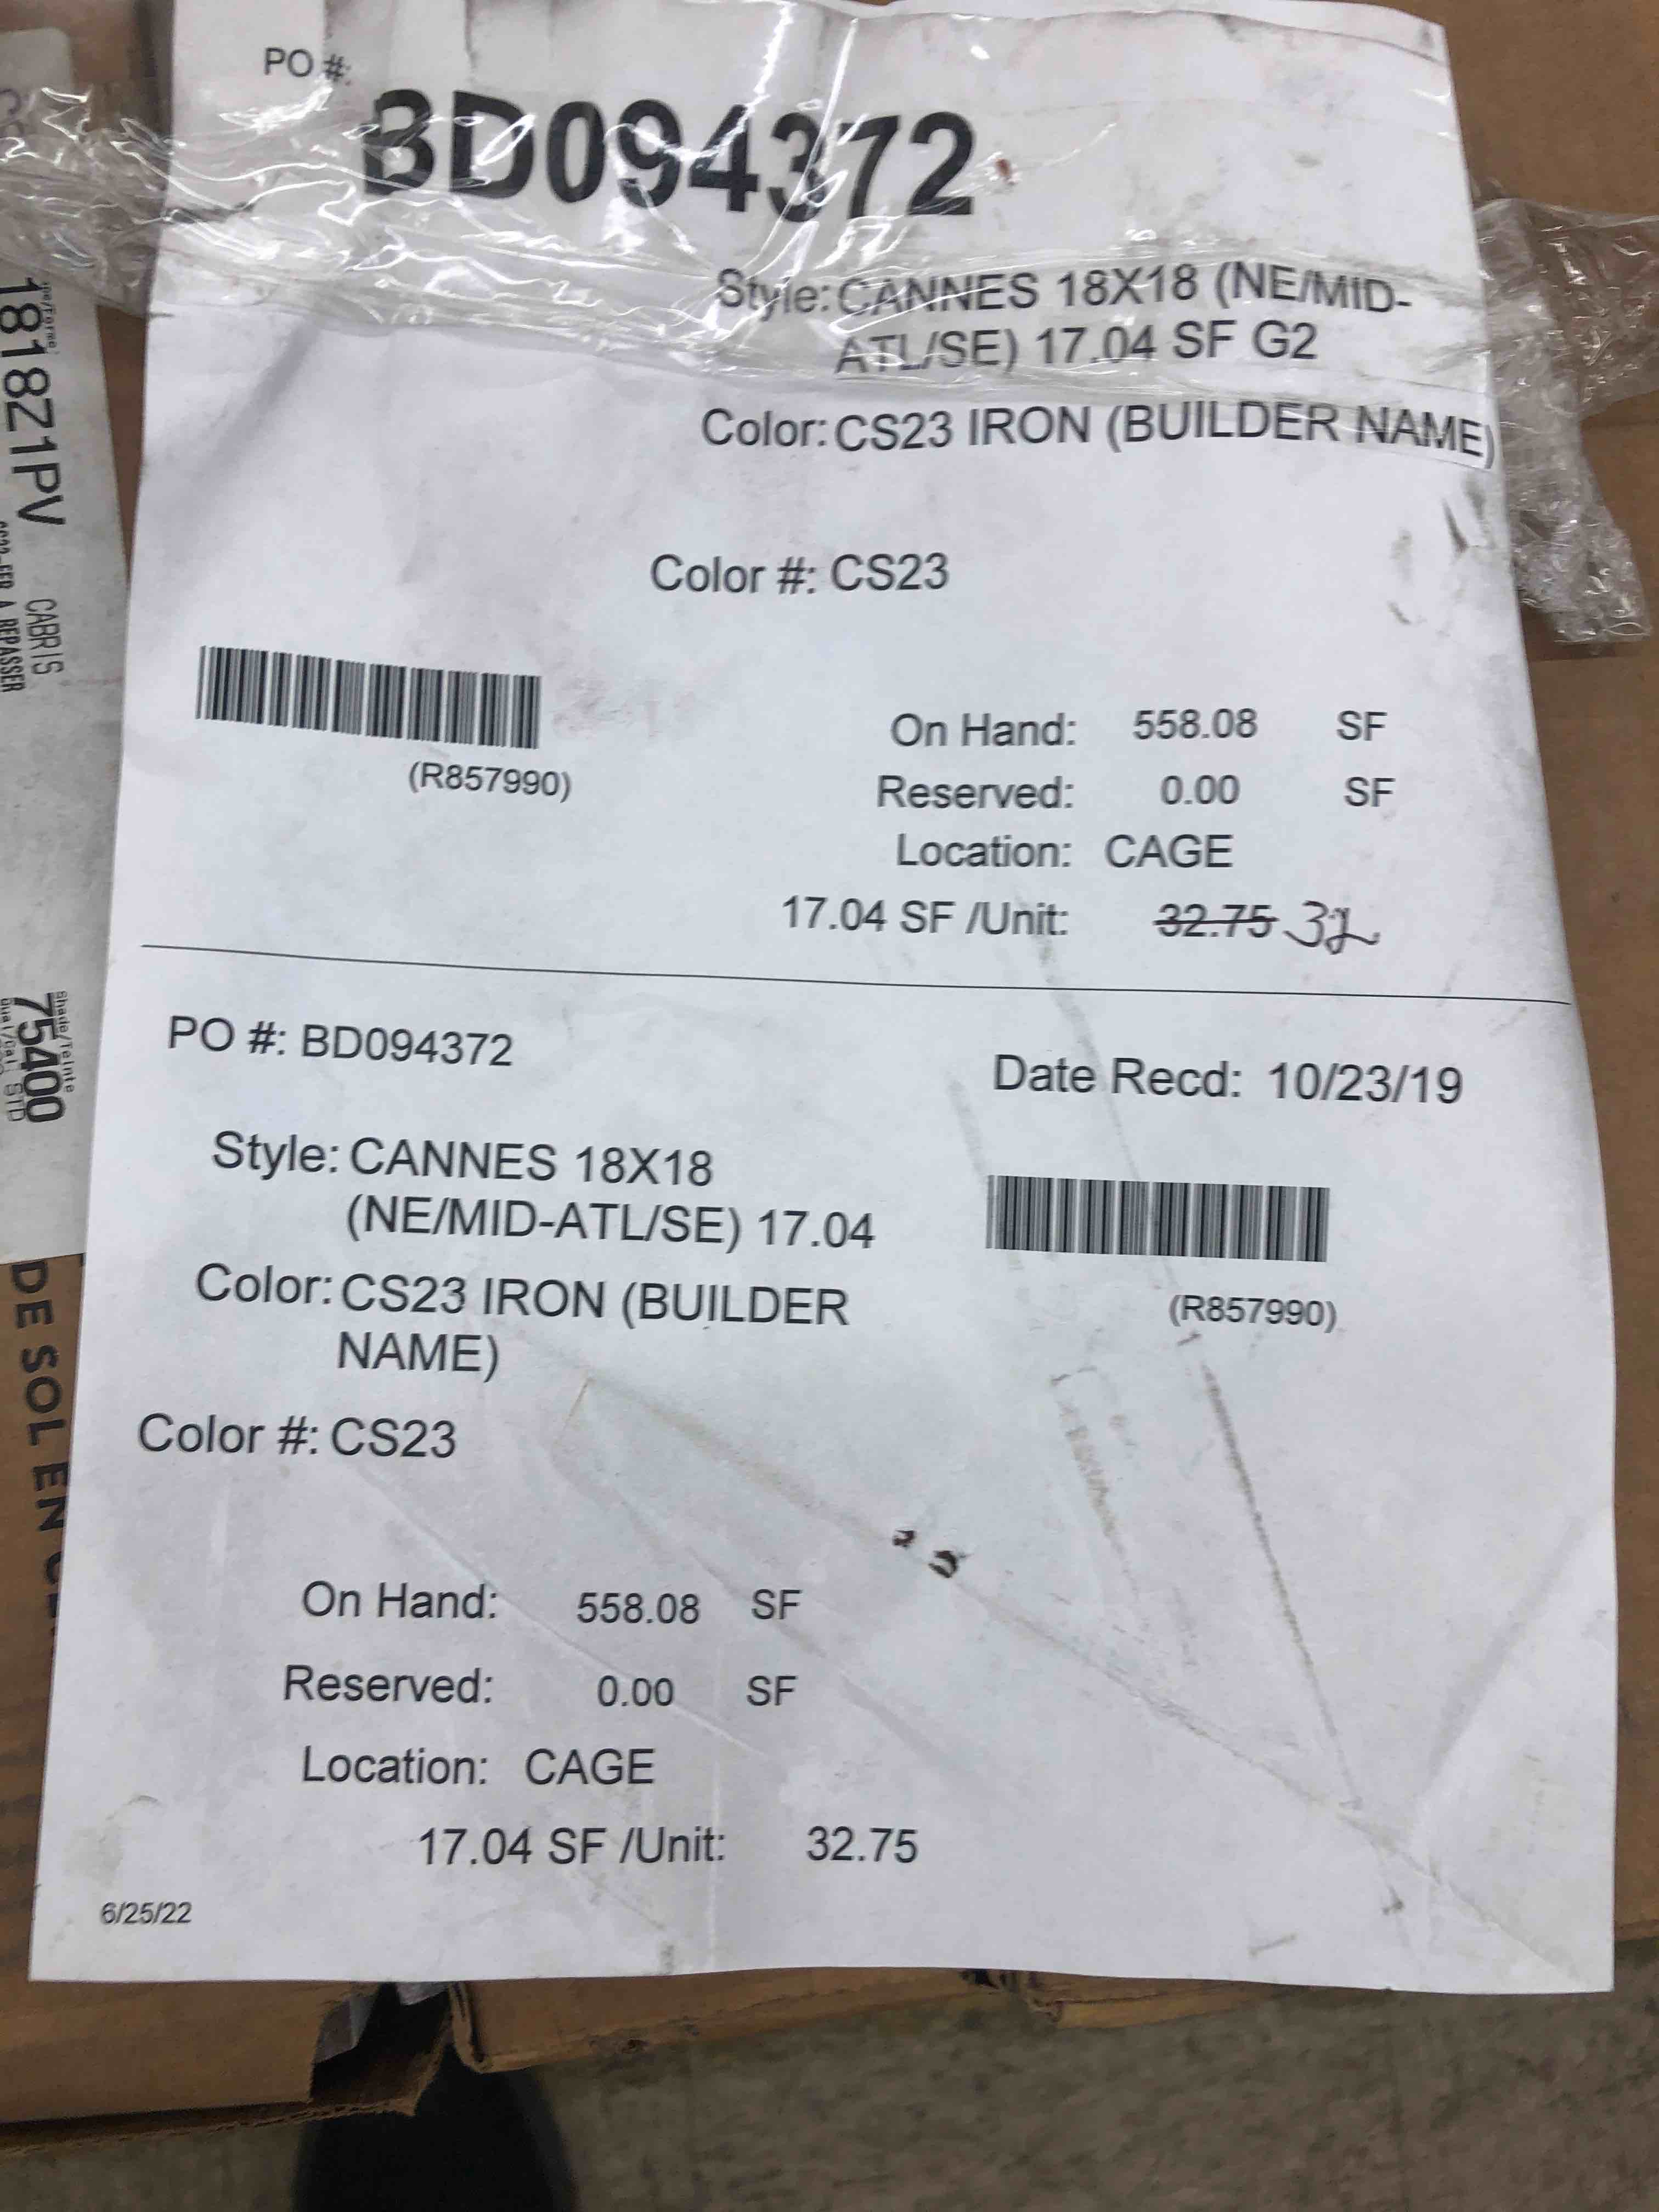 PO #:
BD094372
Style: CANNES 18X18 (NE/MID-
ATL/SE) 17.04 SF G2
Color: CS23 IRON (BUILDER NAME)
Color #: CS23
(R857990)
On Hand: 558.08 SF
Reserved: 0.00 SF
Location: CAGE
17.04 SF /Unit: 32.75 32
PO #: BD094372
Date Recd: 10/23/19
Style: CANNES 18X18
(NE/MID-ATL/SE) 17.04
Color: CS23 IRON (BUILDER
NAME)
(R857990)
Color #: CS23
On Hand: 558.08 SF
Reserved: 0.00 SF
Location: CAGE
17.04 SF /Unit: 32.75
6/25/22
1818Z1PV CABRIS
A REPASSER
Shade/Teinte
75400
STD
DE SOL EN